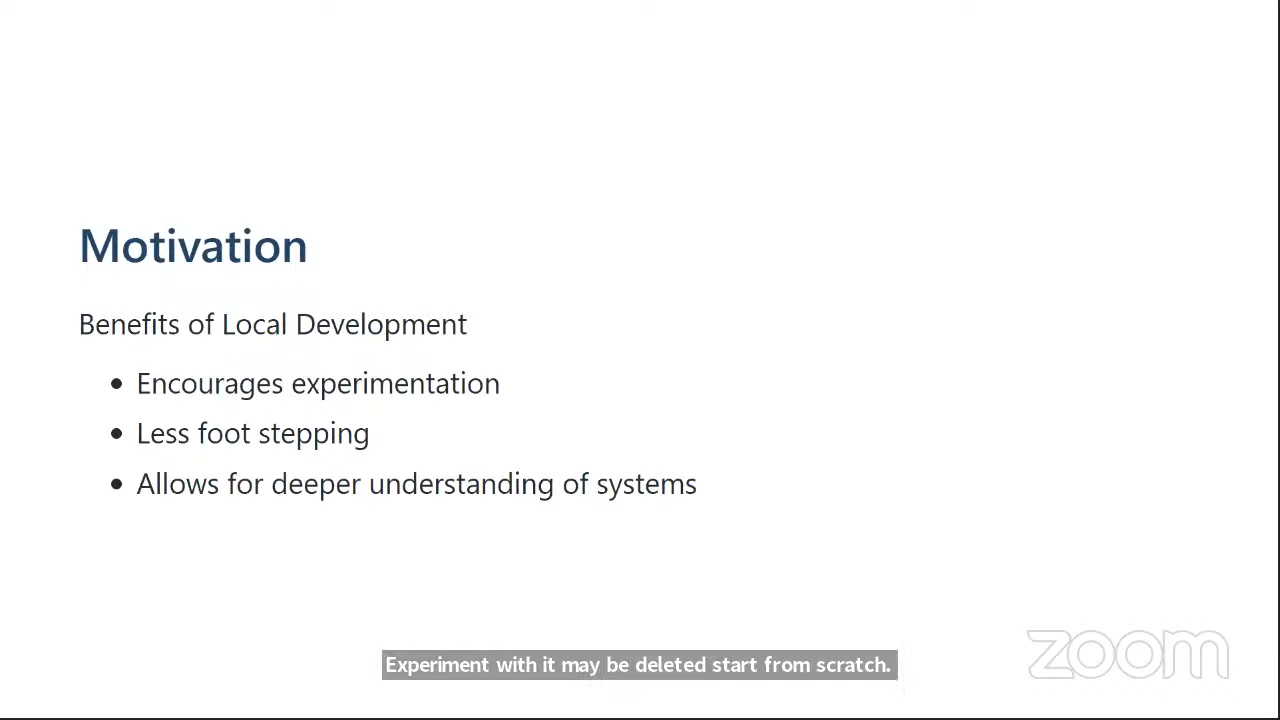 Motivation
Benefits of Local Development
• Encourages experimentation
• Less foot stepping
• Allows for deeper understanding of systems
Experiment with it may be deleted start from scratch.
zoom